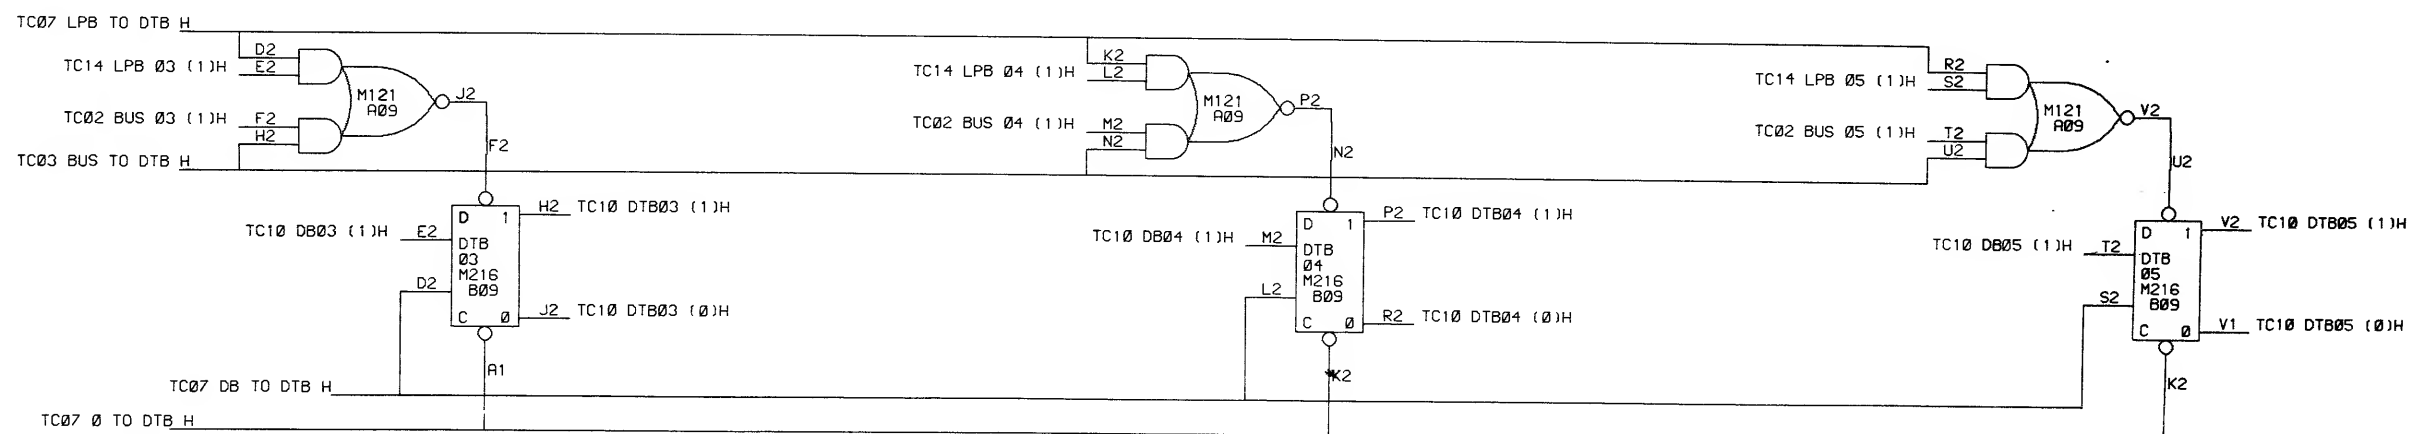 TC07 LPB TO DTB H
D2
K2
R2
TC14 LPB 03 (1)H
E2
TC14 LPB 04 (1)H
L2
TC14 LPB 05 (1)H
S2
M121
A09
J2
M121
A09
P2
M121
A09
V2
TC02 BUS 03 (1)H
F2
TC02 BUS 04 (1)H
M2
TC02 BUS 05 (1)H
T2
H2
N2
U2
TC03 BUS TO DTB H
F2
N2
U2
D 1
H2
TC10 DTB03 (1)H
D 1
P2
TC10 DTB04 (1)H
D 1
V2
TC10 DTB05 (1)H
TC10 DB03 (1)H
E2
TC10 DB04 (1)H
M2
TC10 DB05 (1)H
T2
DTB
03
M216
B09
DTB
04
M216
B09
DTB
05
M216
B09
D2
L2
S2
C 0
J2
TC10 DTB03 (0)H
C 0
R2
TC10 DTB04 (0)H
C 0
V1
TC10 DTB05 (0)H
A1
K2
K2
TC07 DB TO DTB H
TC07 0 TO DTB H